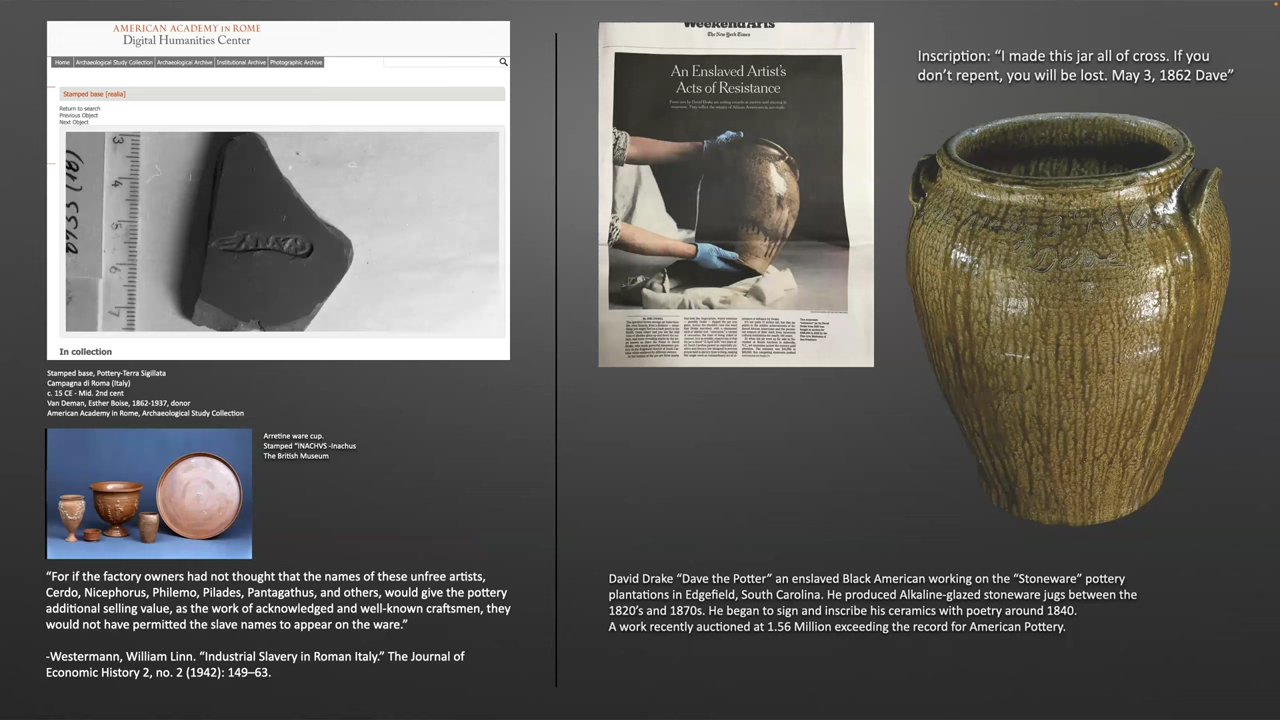 AMERICAN ACADEMY IN ROME
Digital Humanities Center
Home Archaeological Study Collection Archaeological Archive Institutional Archive Photographic Archive
Stamped base [realia]
Return to search
Previous Object
Next Object
3
4
5
6
7
In collection
Stamped base, Pottery-Terra Sigillata
Campagna di Roma (Italy)
c. 15 CE - Mid. 2nd cent
Van Deman, Esther Boise, 1862-1937, donor
American Academy in Rome, Archaeological Study Collection
Arretine ware cup.
Stamped "INACHVS -Inachus
The British Museum
“For if the factory owners had not thought that the names of these unfree artists,
Cerdo, Nicephorus, Philemo, Pilades, Pantagathus, and others, would give the pottery
additional selling value, as the work of acknowledged and well-known craftsmen, they
would not have permitted the slave names to appear on the ware.”
-Westermann, William Linn. “Industrial Slavery in Roman Italy.” The Journal of
Economic History 2, no. 2 (1942): 149–63.
WeekendArts
The New York Times
An Enslaved Artist’s
Acts of Resistance
Inscription: “I made this jar all of cross. If you
don’t repent, you will be lost. May 3, 1862 Dave”
Dave
David Drake “Dave the Potter” an enslaved Black American working on the “Stoneware” pottery
plantations in Edgefield, South Carolina. He produced Alkaline-glazed stoneware jugs between the
1820’s and 1870s. He began to sign and inscribe his ceramics with poetry around 1840.
A work recently auctioned at 1.56 Million exceeding the record for American Pottery.